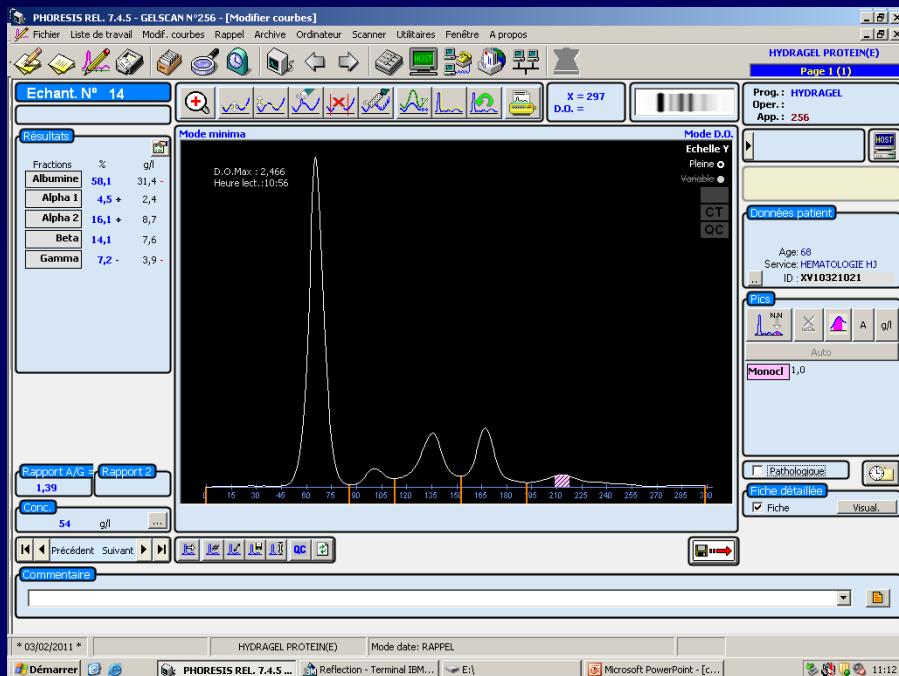 PHORESIS REL. 7.4.5 - GELSCAN N°256 - [Modifier courbes]
Fichier Liste de travail Modif. courbes Rappel Archive Ordinateur Scanner Utilitaires Fenêtre A propos
HOST
HYDRAGEL PROTEIN(E)
Page 1 (1)
Echant. N° 14
X = 297
D.O. =
Prog.: HYDRAGEL
Oper.:
App.: 256
HOST
Résultats
Fractions % g/l
Albumine 58,1 31,4 -
Alpha 1 4,5 + 2,4
Alpha 2 16,1 + 8,7
Beta 14,1 7,6
Gamma 7,2 - 3,9 -
Mode minima Mode D.O.
Echelle Y
Pleine
Variable
CT
QC
D.O.Max : 2,466
Heure lect.:10:56
15 30 45 60 75 90 105 120 135 150 165 180 195 210 225 240 255 270 285 300
Données patient
Age: 68
Service: HEMATOLOGIE HJ
.. ID : XV10321021
Pics
N.N A g/l
Auto
Monocl 1,0
Pathologique
Fiche détaillée
Fiche Visual.
Rapport A/G = Rapport 2
1,39
Conc.
54 g/l ...
Précédent Suivant
QC
Commentaire
* 03/02/2011 * HYDRAGEL PROTEIN(E) Mode date: RAPPEL
Démarrer PHORESIS REL. 7.4.5 ... Reflection - Terminal IBM... E:\ Microsoft PowerPoint - [c... 11:12